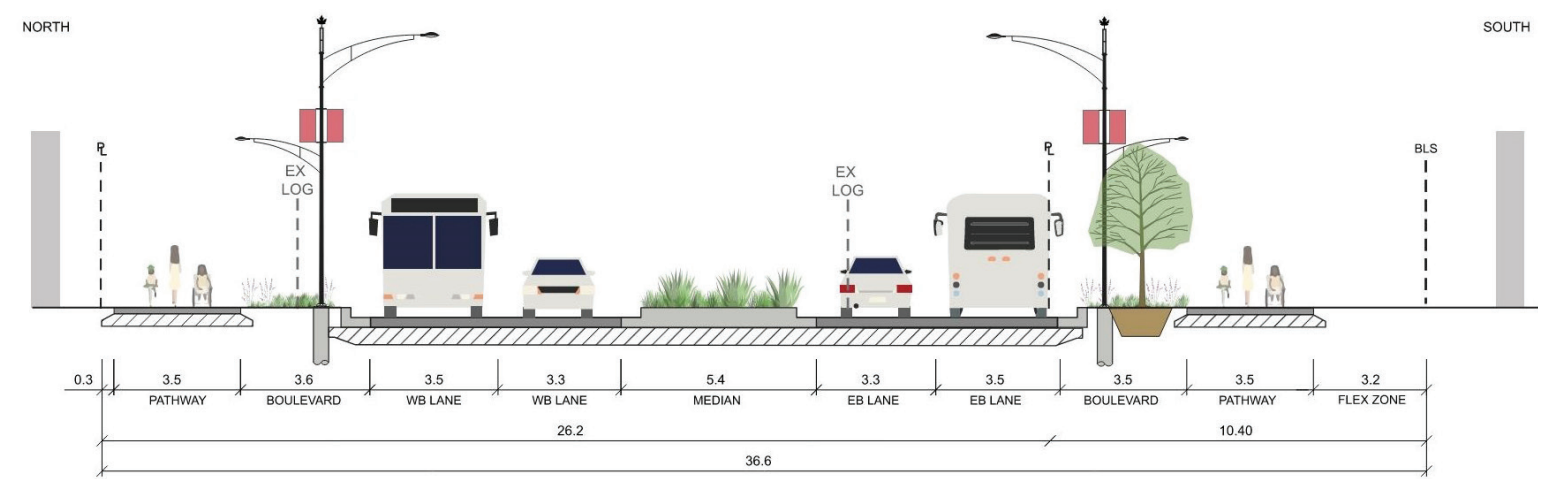 NORTH
SOUTH
PL
EX
LOG
EX
LOG
PL
BLS
0.3
3.5
3.6
3.5
3.3
5.4
3.3
3.5
3.5
3.5
3.2
PATHWAY
BOULEVARD
WB LANE
WB LANE
MEDIAN
EB LANE
EB LANE
BOULEVARD
PATHWAY
FLEX ZONE
26.2
10.40
36.6